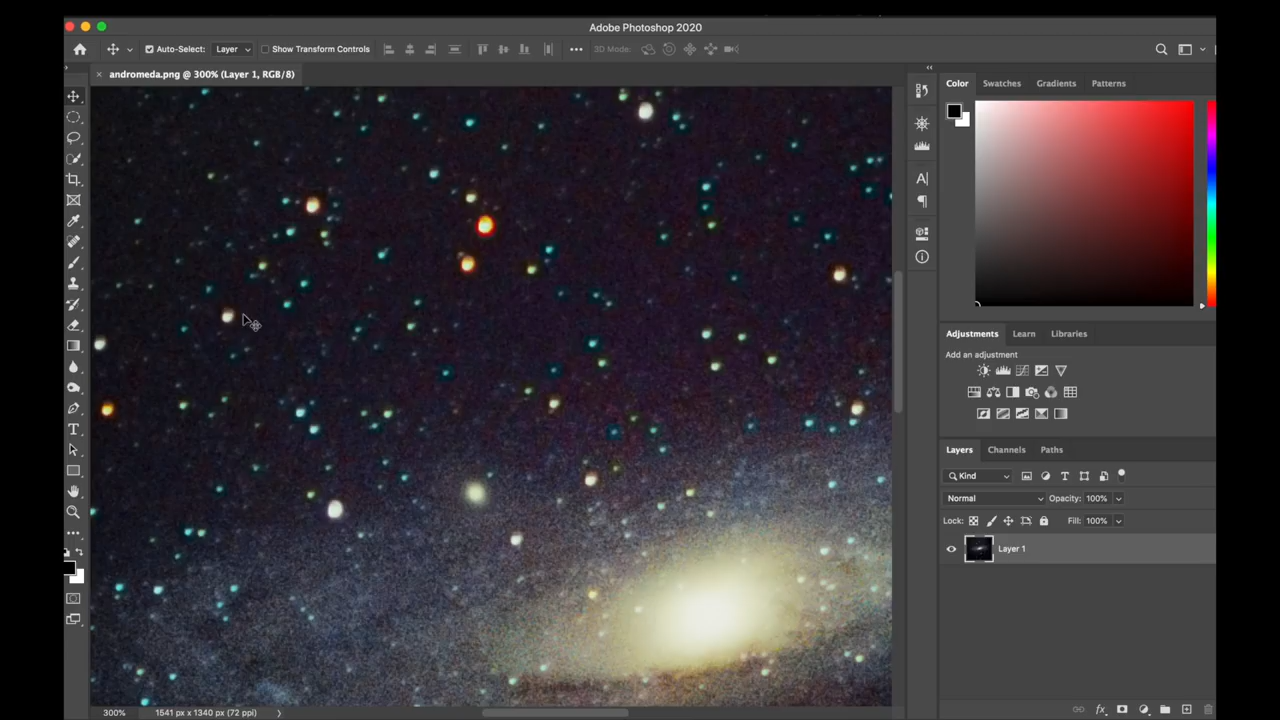 Adobe Photoshop 2020
Auto-Select: Layer Show Transform Controls ••• 3D Mode:
× andromeda.png @ 300% (Layer 1, RGB/8)
Color Swatches Gradients Patterns
Adjustments Learn Libraries
Add an adjustment
Layers Channels Paths
Kind
Normal Opacity: 100%
Lock: Fill: 100%
Layer 1
fx
300% 1541 px x 1340 px (72 ppi)